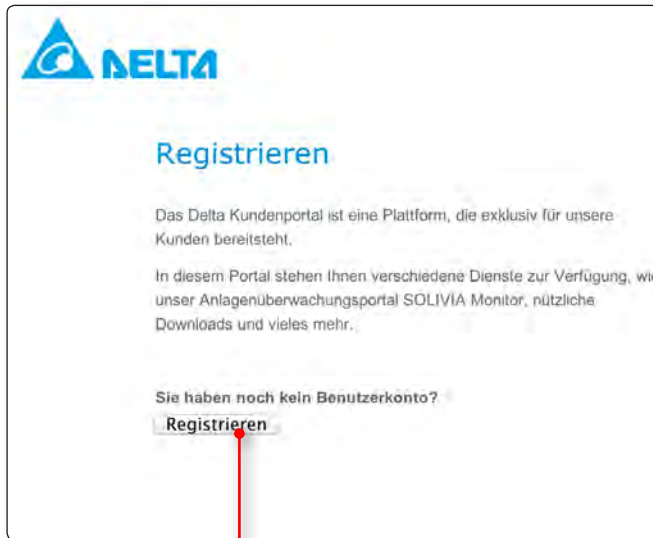 DELTA
Registrieren
Das Delta Kundenportal ist eine Plattform, die exklusiv für unsere
Kunden bereitsteht.
In diesem Portal stehen Ihnen verschiedene Dienste zur Verfügung, wie
unser Anlagenüberwachungsportal SOLIVIA Monitor, nützliche
Downloads und vieles mehr.
Sie haben noch kein Benutzerkonto?
Registrieren